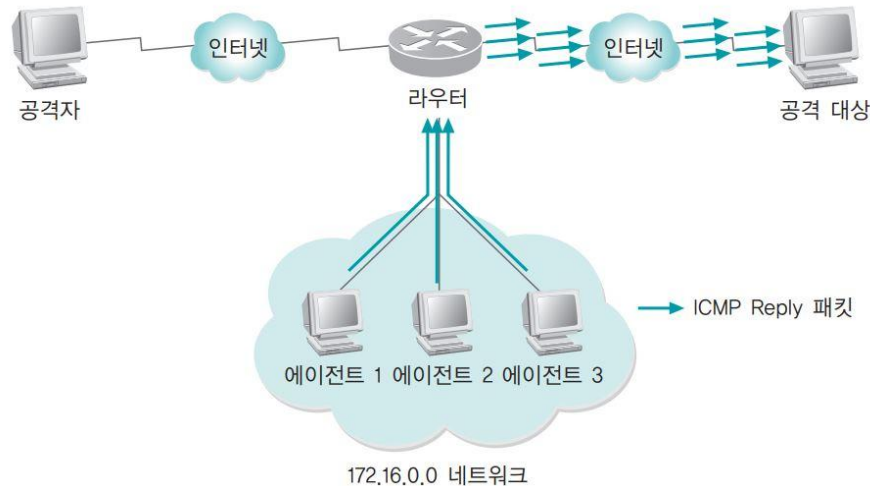 인터넷
인터넷
공격자
라우터
공격 대상
ICMP Reply 패킷
에이전트 1 에이전트 2 에이전트 3
172.16.0.0 네트워크